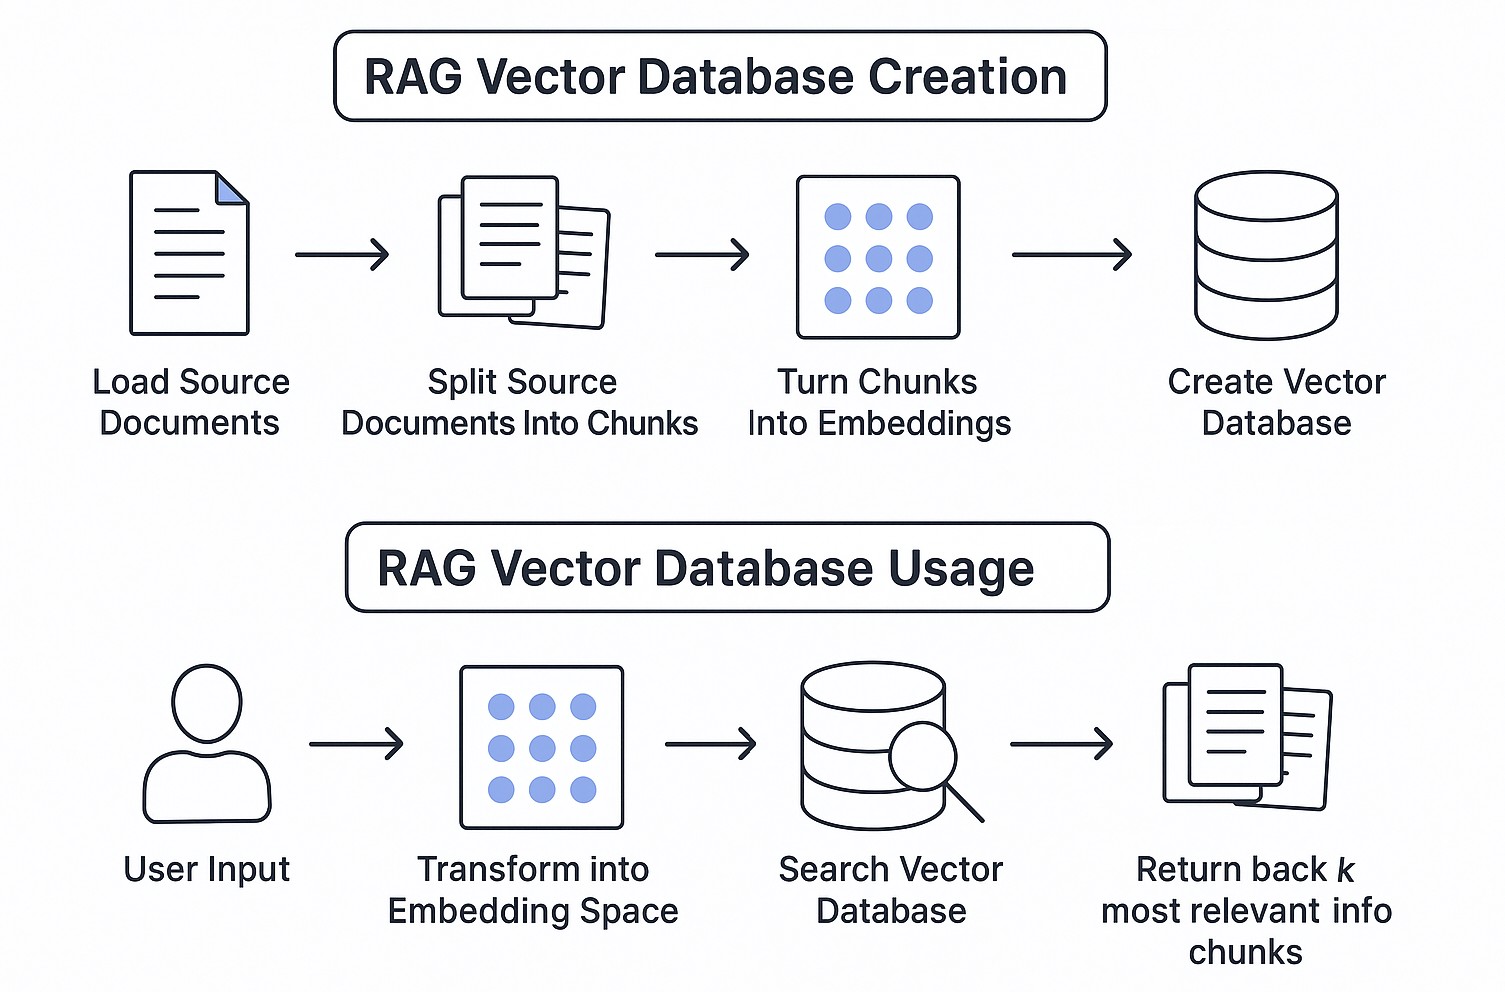 RAG Vector Database Creation
Load Source
Documents
Split Source
Documents Into Chunks
Turn Chunks
Into Embeddings
Create Vector
Database
RAG Vector Database Usage
User Input
Transform into
Embedding Space
Search Vector
Database
Return back k
most relevant info
chunks